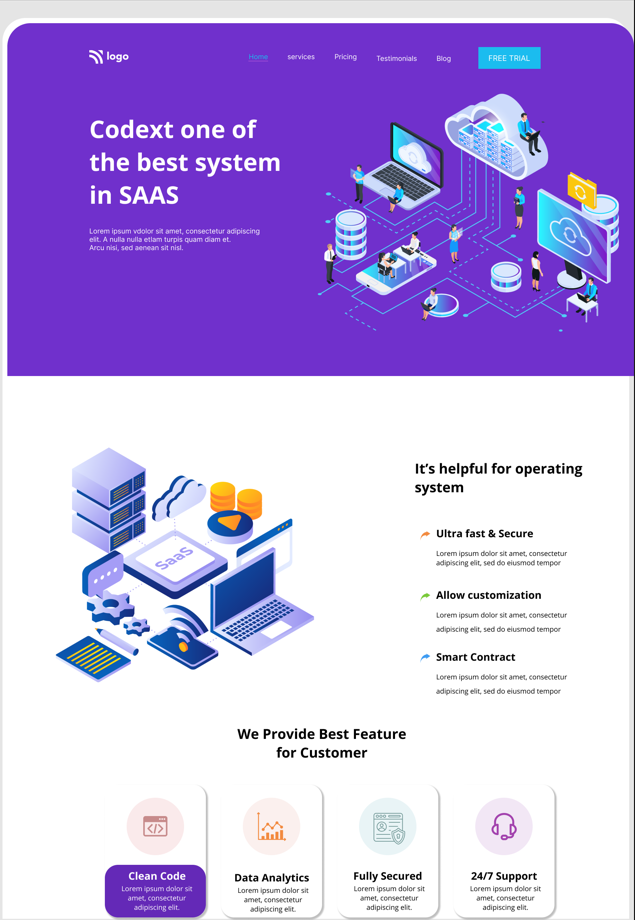 logo
Home services Pricing Testimonials Blog FREE TRIAL
Codext one of
the best system
in SAAS
Lorem ipsum vdolor sit amet, consectetur adipiscing
elit. A nulla nulla etiam turpis quam diam et.
Arcu nisi, sed aenean sit nisl.
SaaS
It's helpful for operating
system
Ultra fast & Secure
Lorem ipsum dolor sit amet, consectetur
adipiscing elit, sed do eiusmod tempor
Allow customization
Lorem ipsum dolor sit amet, consectetur
adipiscing elit, sed do eiusmod tempor
Smart Contract
Lorem ipsum dolor sit amet, consectetur
adipiscing elit, sed do eiusmod tempor
We Provide Best Feature
for Customer
Clean Code
Lorem ipsum dolor sit
amet, consectetur
adipiscing elit.
Data Analytics
Lorem ipsum dolor sit
amet, consectetur
adipiscing elit.
Fully Secured
Lorem ipsum dolor sit
amet, consectetur
adipiscing elit.
24/7 Support
Lorem ipsum dolor sit
amet, consectetur
adipiscing elit.